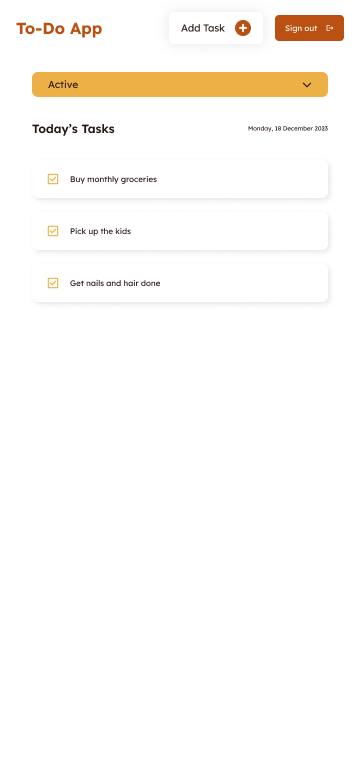 To-Do App
Add Task
Sign out
Active
Today's Tasks
Monday, 18 December 2023
Buy monthly groceries
Pick up the kids
Get nails and hair done